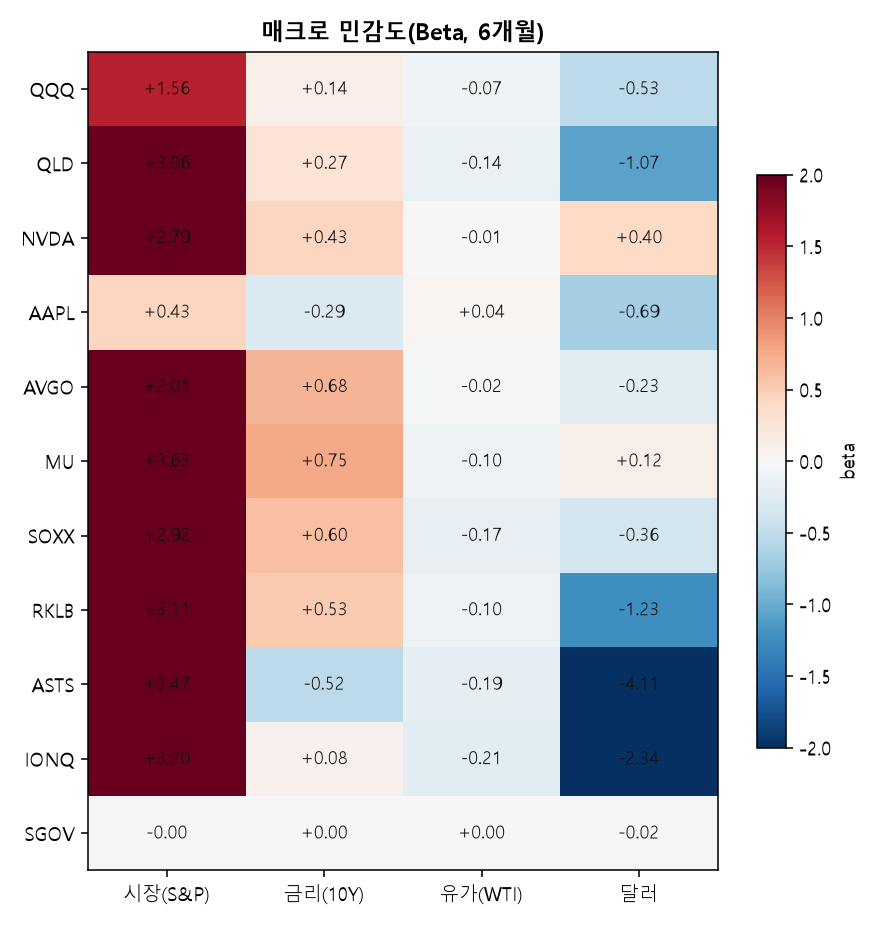 매크로 민감도(Beta, 6개월)
QQQ +1.56 +0.14 -0.07 -0.53
QLD +3.06 +0.27 -0.14 -1.07
NVDA +2.79 +0.43 -0.01 +0.40
AAPL +0.43 -0.29 +0.04 -0.69
AVGO +2.01 +0.68 -0.02 -0.23
MU +3.63 +0.75 -0.10 +0.12
SOXX +2.92 +0.60 -0.17 -0.36
RKLB +3.11 +0.53 -0.10 -1.23
ASTS +3.47 -0.52 -0.19 -4.11
IONQ +3.20 +0.08 -0.21 -2.34
SGOV -0.00 +0.00 +0.00 -0.02
시장(S&P) 금리(10Y) 유가(WTI) 달러
2.0
1.5
1.0
0.5
0.0
-0.5
-1.0
-1.5
-2.0
beta